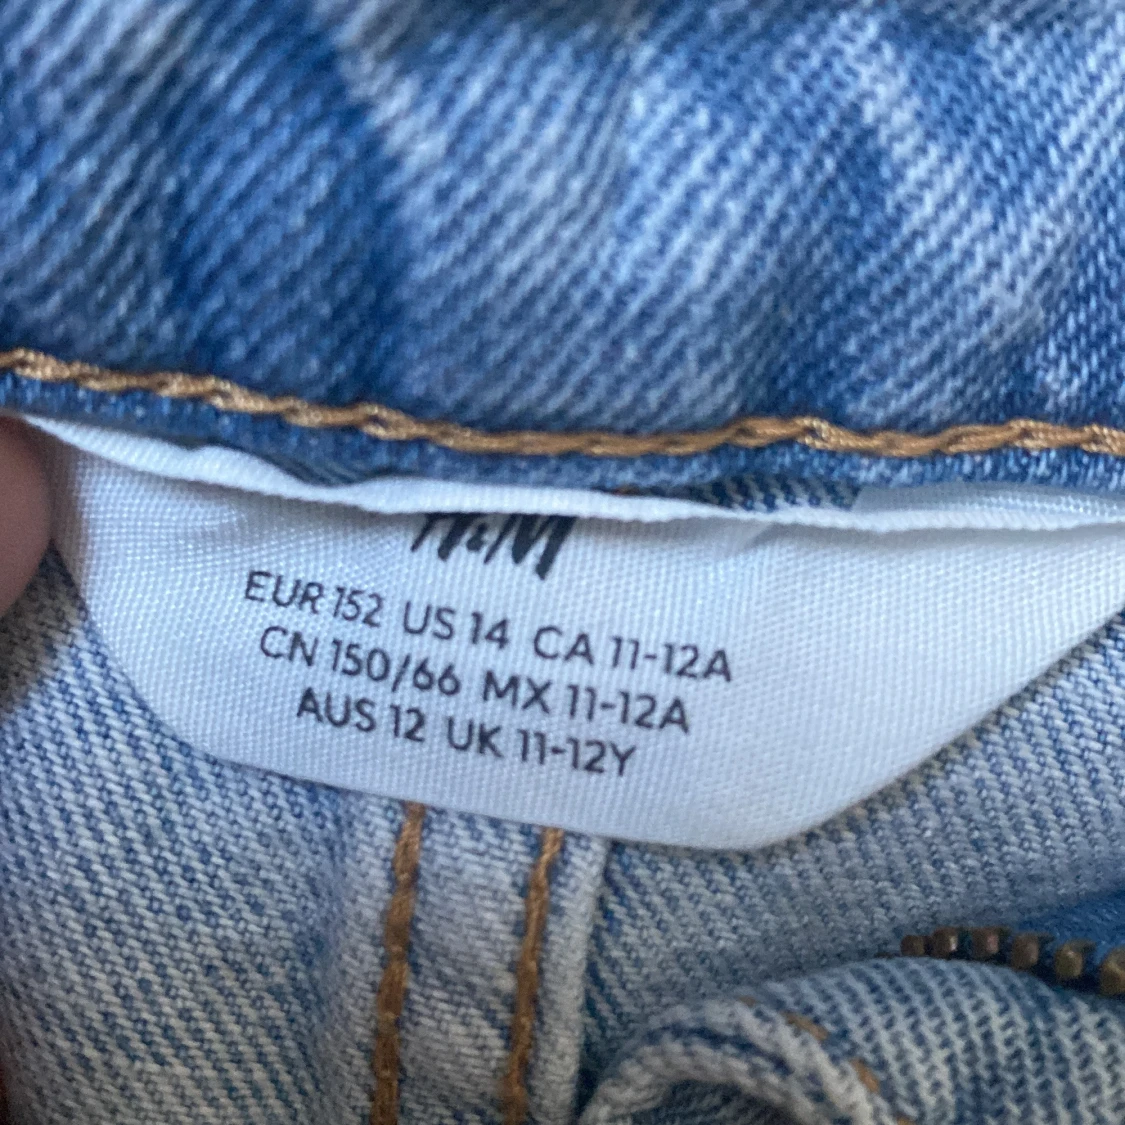 H&M
EUR 152 US 14 CA 11-12A
CN 150/66 MX 11-12A
AUS 12 UK 11-12Y